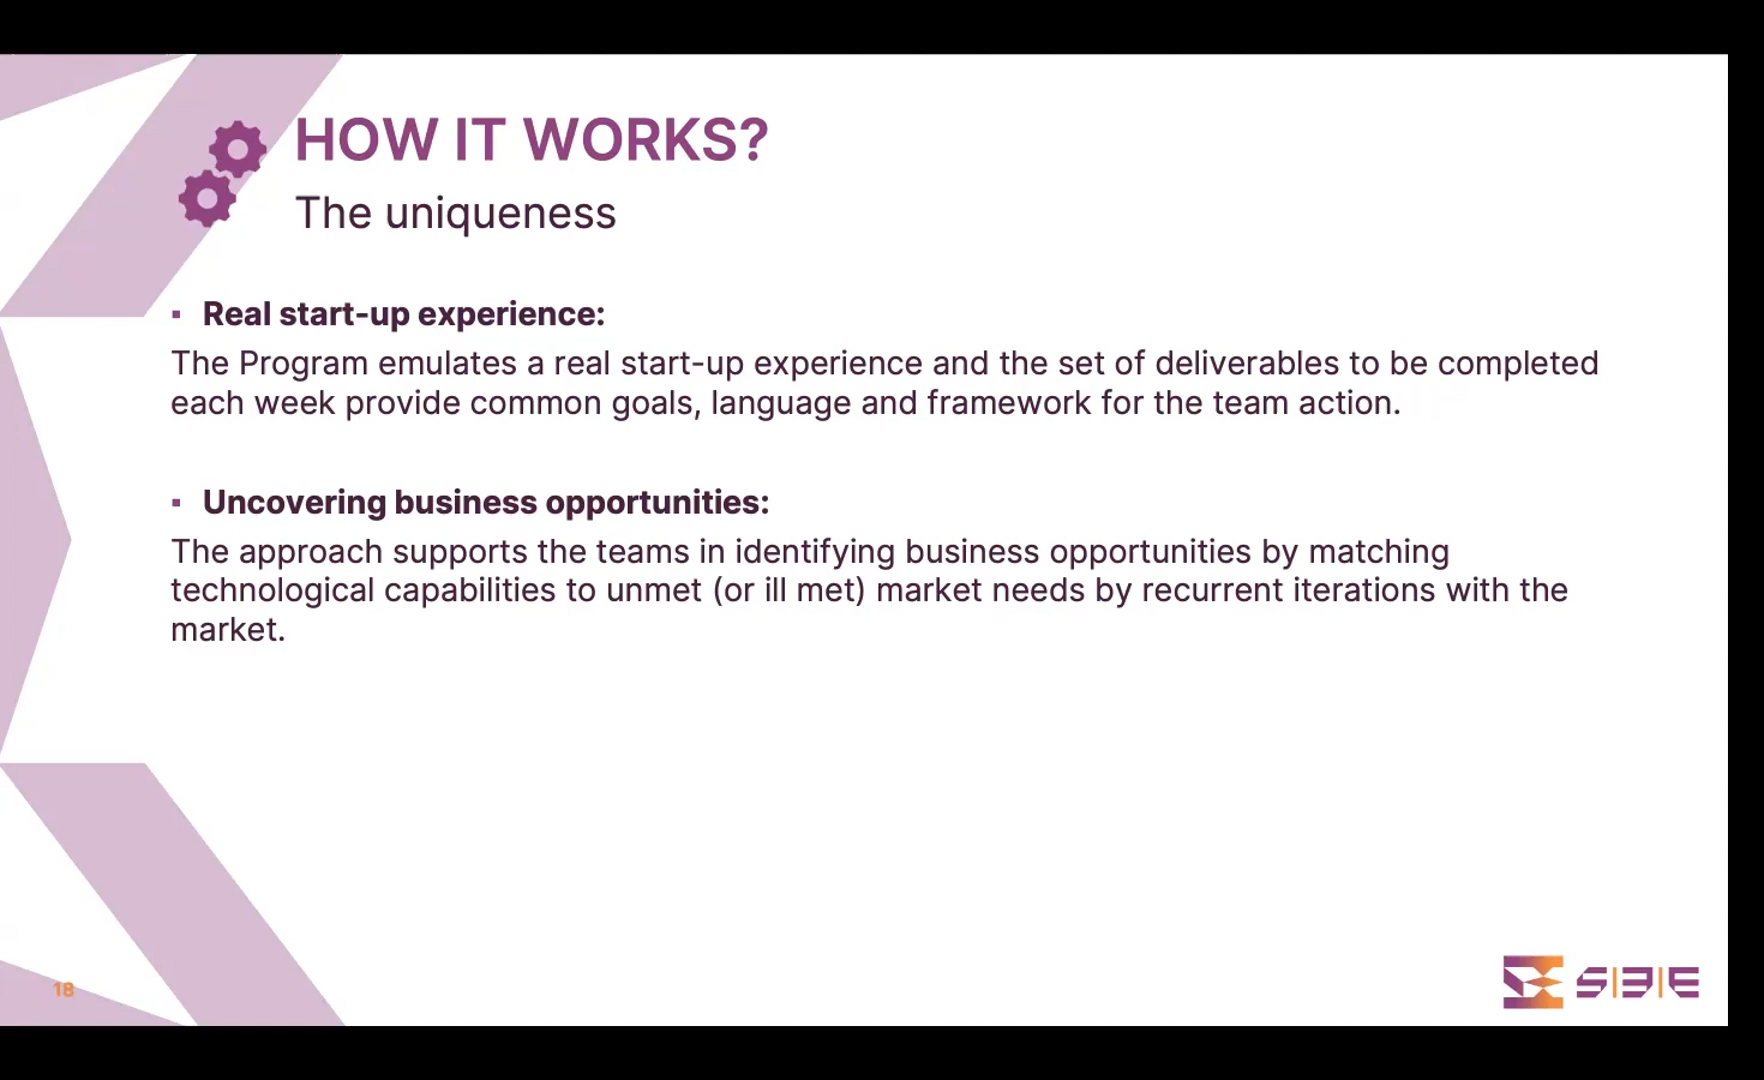 HOW IT WORKS?
The uniqueness
▪ Real start-up experience:
The Program emulates a real start-up experience and the set of deliverables to be completed
each week provide common goals, language and framework for the team action.
▪ Uncovering business opportunities:
The approach supports the teams in identifying business opportunities by matching
technological capabilities to unmet (or ill met) market needs by recurrent iterations with the
market.
18
S|B|E